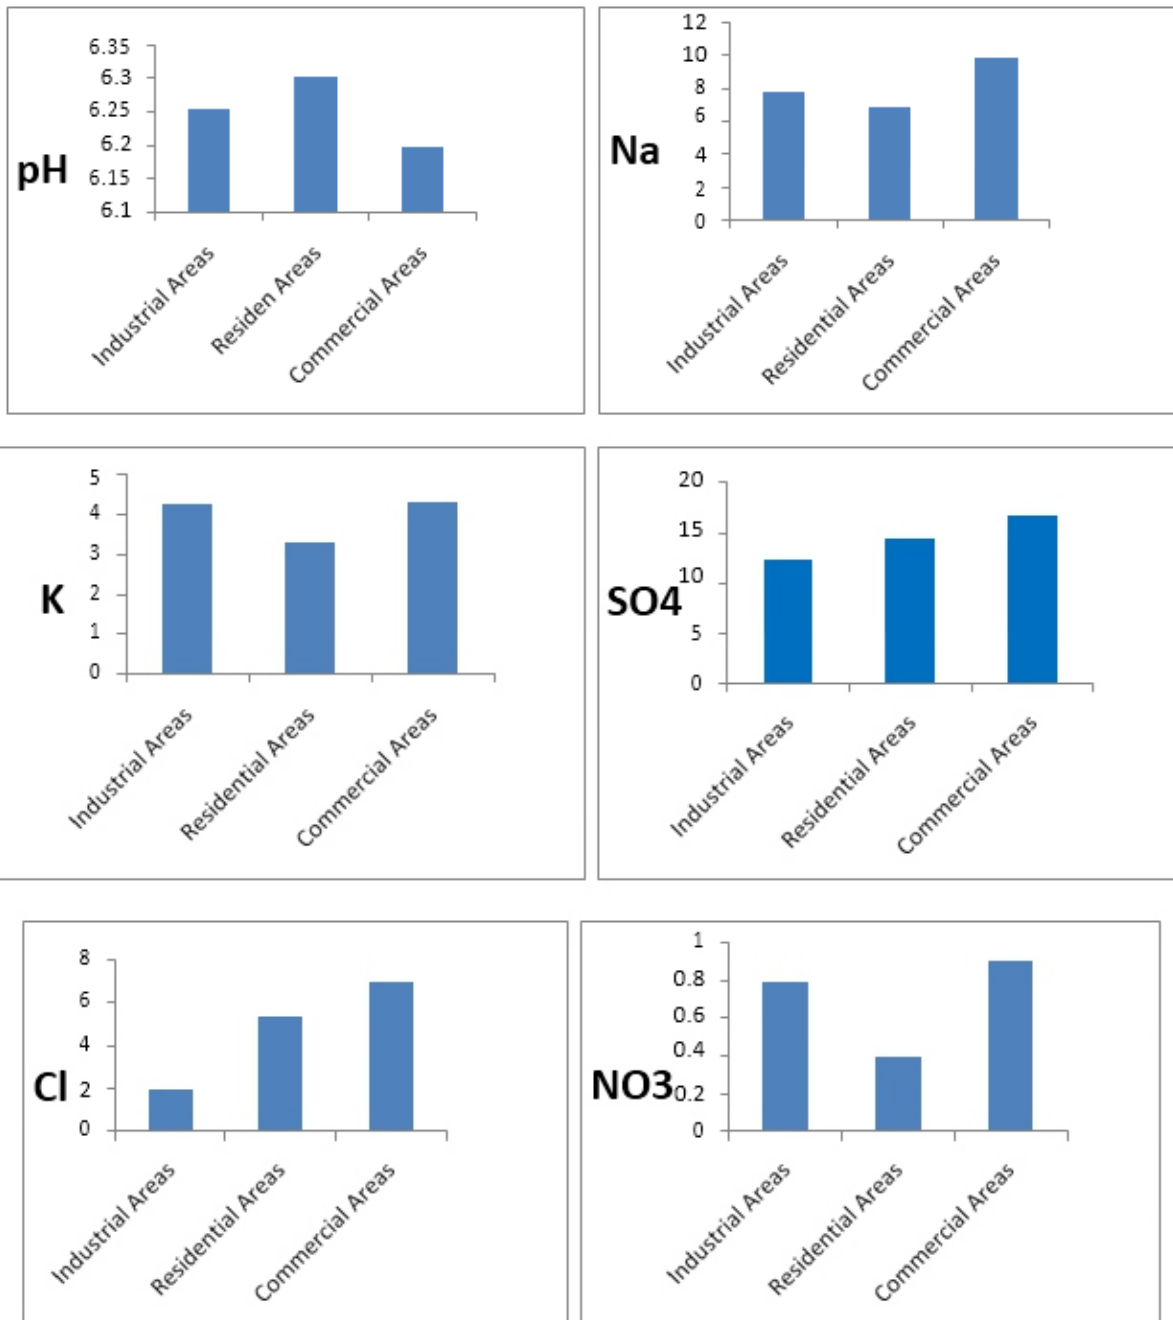 pH
6.35
6.3
6.25
6.2
6.15
6.1
Industrial Areas
Residen Areas
Commercial Areas
Na
12
10
8
6
4
2
0
Industrial Areas
Residential Areas
Commercial Areas
K
5
4
3
2
1
0
Industrial Areas
Residential Areas
Commercial Areas
SO4
20
15
10
5
0
Industrial Areas
Residential Areas
Commercial Areas
Cl
8
6
4
2
0
Industrial Areas
Residential Areas
Commercial Areas
NO3
1
0.8
0.6
0.4
0.2
0
Industrial Areas
Residential Areas
Commercial Areas